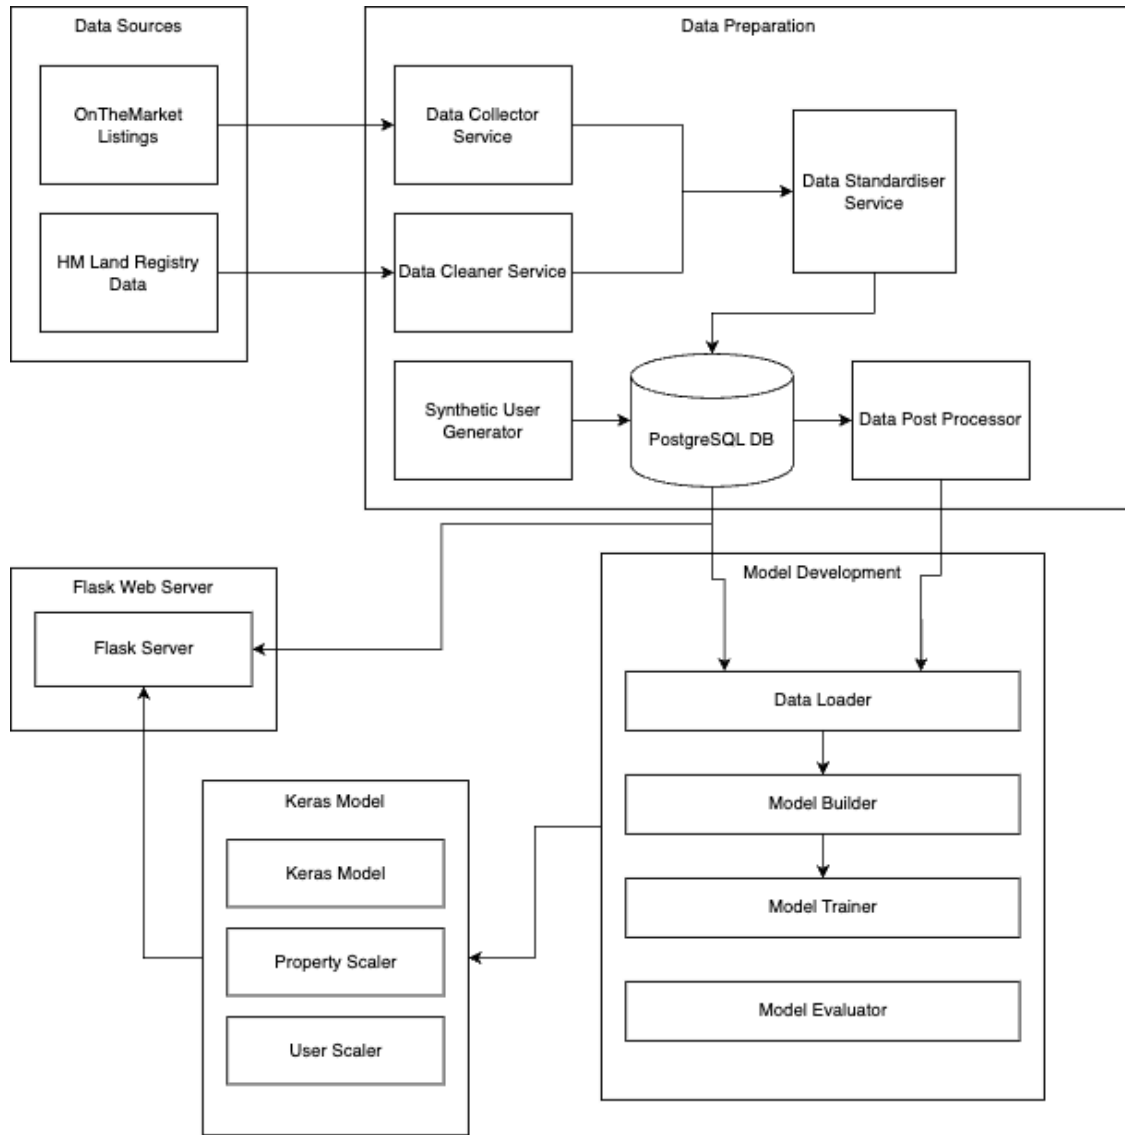 Data Sources
Data Preparation
OnTheMarket
Listings
Data Collector
Service
Data Standardiser
Service
HM Land Registry
Data
Data Cleaner Service
Synthetic User
Generator
PostgreSQL DB
Data Post Processor
Flask Web Server
Flask Server
Model Development
Data Loader
Model Builder
Model Trainer
Model Evaluator
Keras Model
Keras Model
Property Scaler
User Scaler